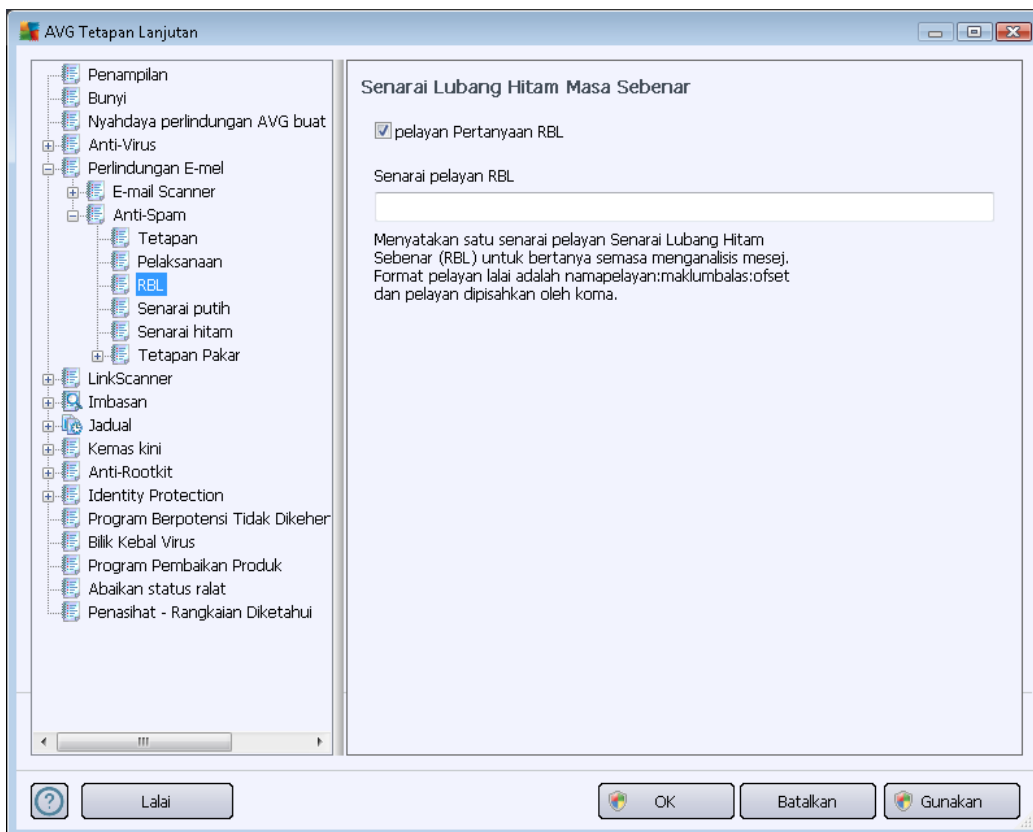 AVG Tetapan Lanjutan
Penampilan
Bunyi
Nyahdaya perlindungan AVG buat
Anti-Virus
Perlindungan E-mel
E-mail Scanner
Anti-Spam
Tetapan
Pelaksanaan
RBL
Senarai putih
Senarai hitam
Tetapan Pakar
LinkScanner
Imbasan
Jadual
Kemas kini
Anti-Rootkit
Identity Protection
Program Berpotensi Tidak Dikeher
Bilik Kebal Virus
Program Pembaikan Produk
Abaikan status ralat
Penasihat - Rangkaian Diketahui
Senarai Lubang Hitam Masa Sebenar
pelayan Pertanyaan RBL
Senarai pelayan RBL
Menyatakan satu senarai pelayan Senarai Lubang Hitam
Sebenar (RBL) untuk bertanya semasa menganalisis mesej.
Format pelayan lalai adalah namapelayan:maklumbalas:ofset
dan pelayan dipisahkan oleh koma.
Lalai
OK
Batalkan
Gunakan